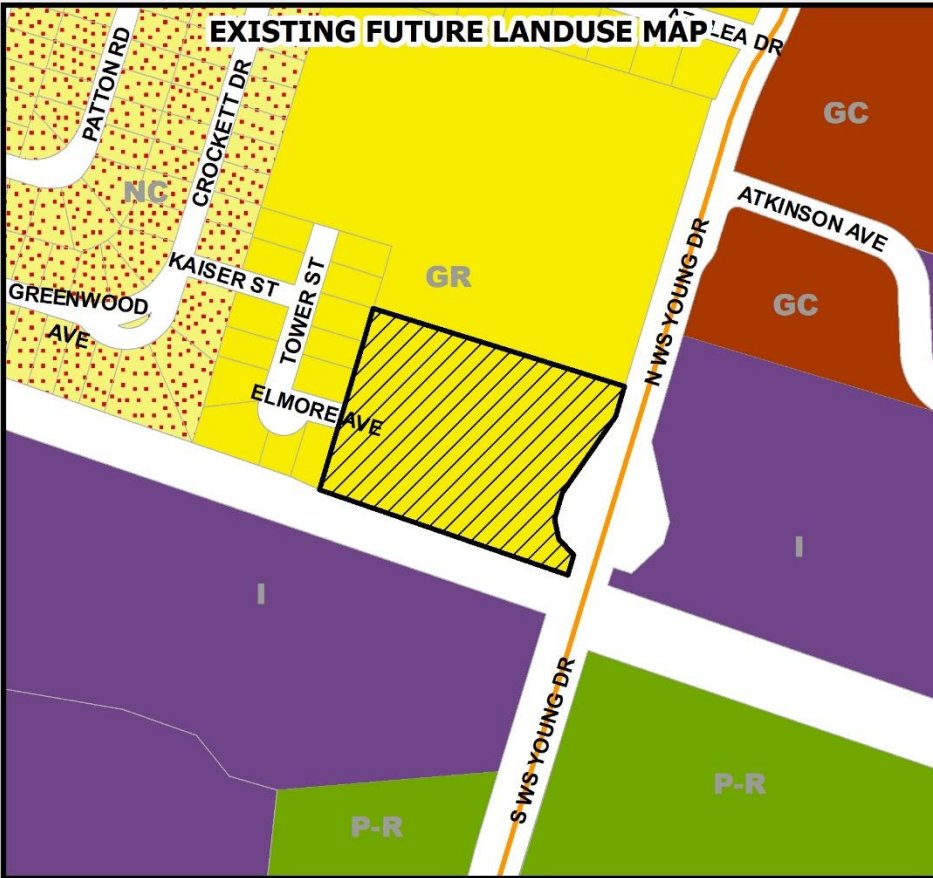 EXISTING FUTURE LANDUSE MAP
LEA DR
PATTON RD
CROCKETT DR
GC
NC
ATKINSON AVE
KAISER ST
GR
N WS YOUNG DR
GREENWOOD
AVE
TOWER ST
GC
ELMORE AVE
I
I
S WS YOUNG DR
P-R
P-R